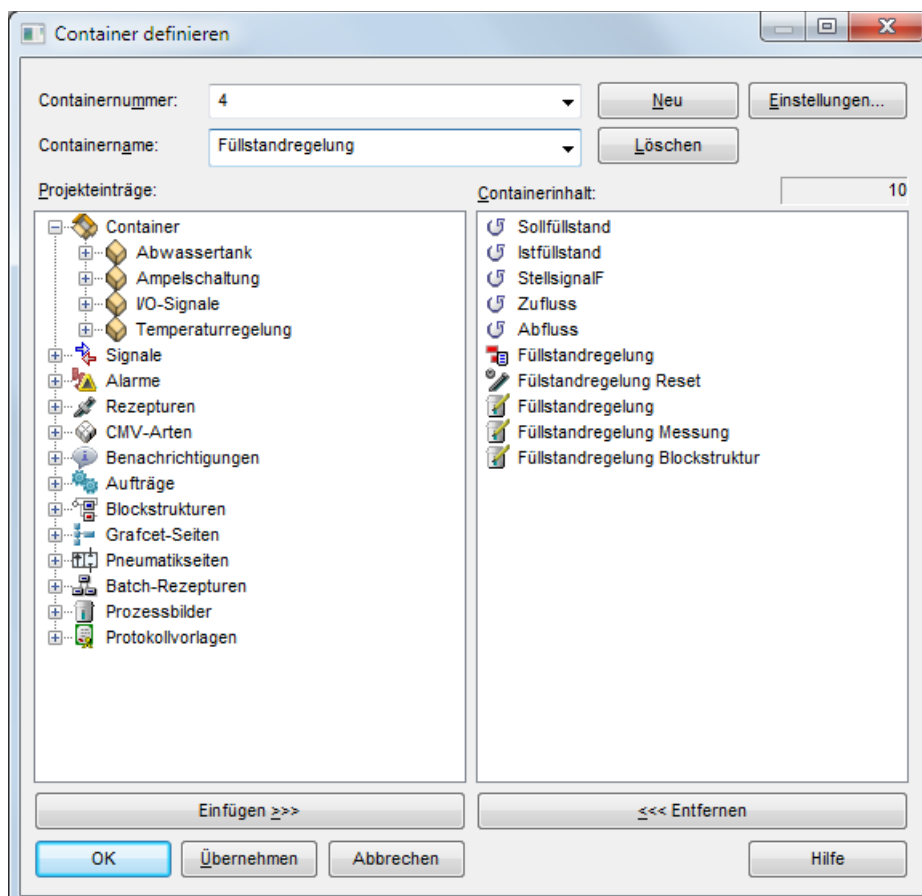 Container definieren
Containernummer: 4 Neu Einstellungen...
Containername: Füllstandregelung Löschen
Projekteinträge: Containerinhalt: 10
Container
Abwassertank
Ampelschaltung
I/O-Signale
Temperaturregelung
Signale
Alarme
Rezepturen
CMV-Arten
Benachrichtigungen
Aufträge
Blockstrukturen
Grafcet-Seiten
Pneumatikseiten
Batch-Rezepturen
Prozessbilder
Protokollvorlagen
Sollfüllstand
Istfüllstand
StellsignalF
Zufluss
Abfluss
Füllstandregelung
Fülstandregelung Reset
Füllstandregelung
Füllstandregelung Messung
Füllstandregelung Blockstruktur
Einfügen >>> <<< Entfernen
OK Übernehmen Abbrechen Hilfe